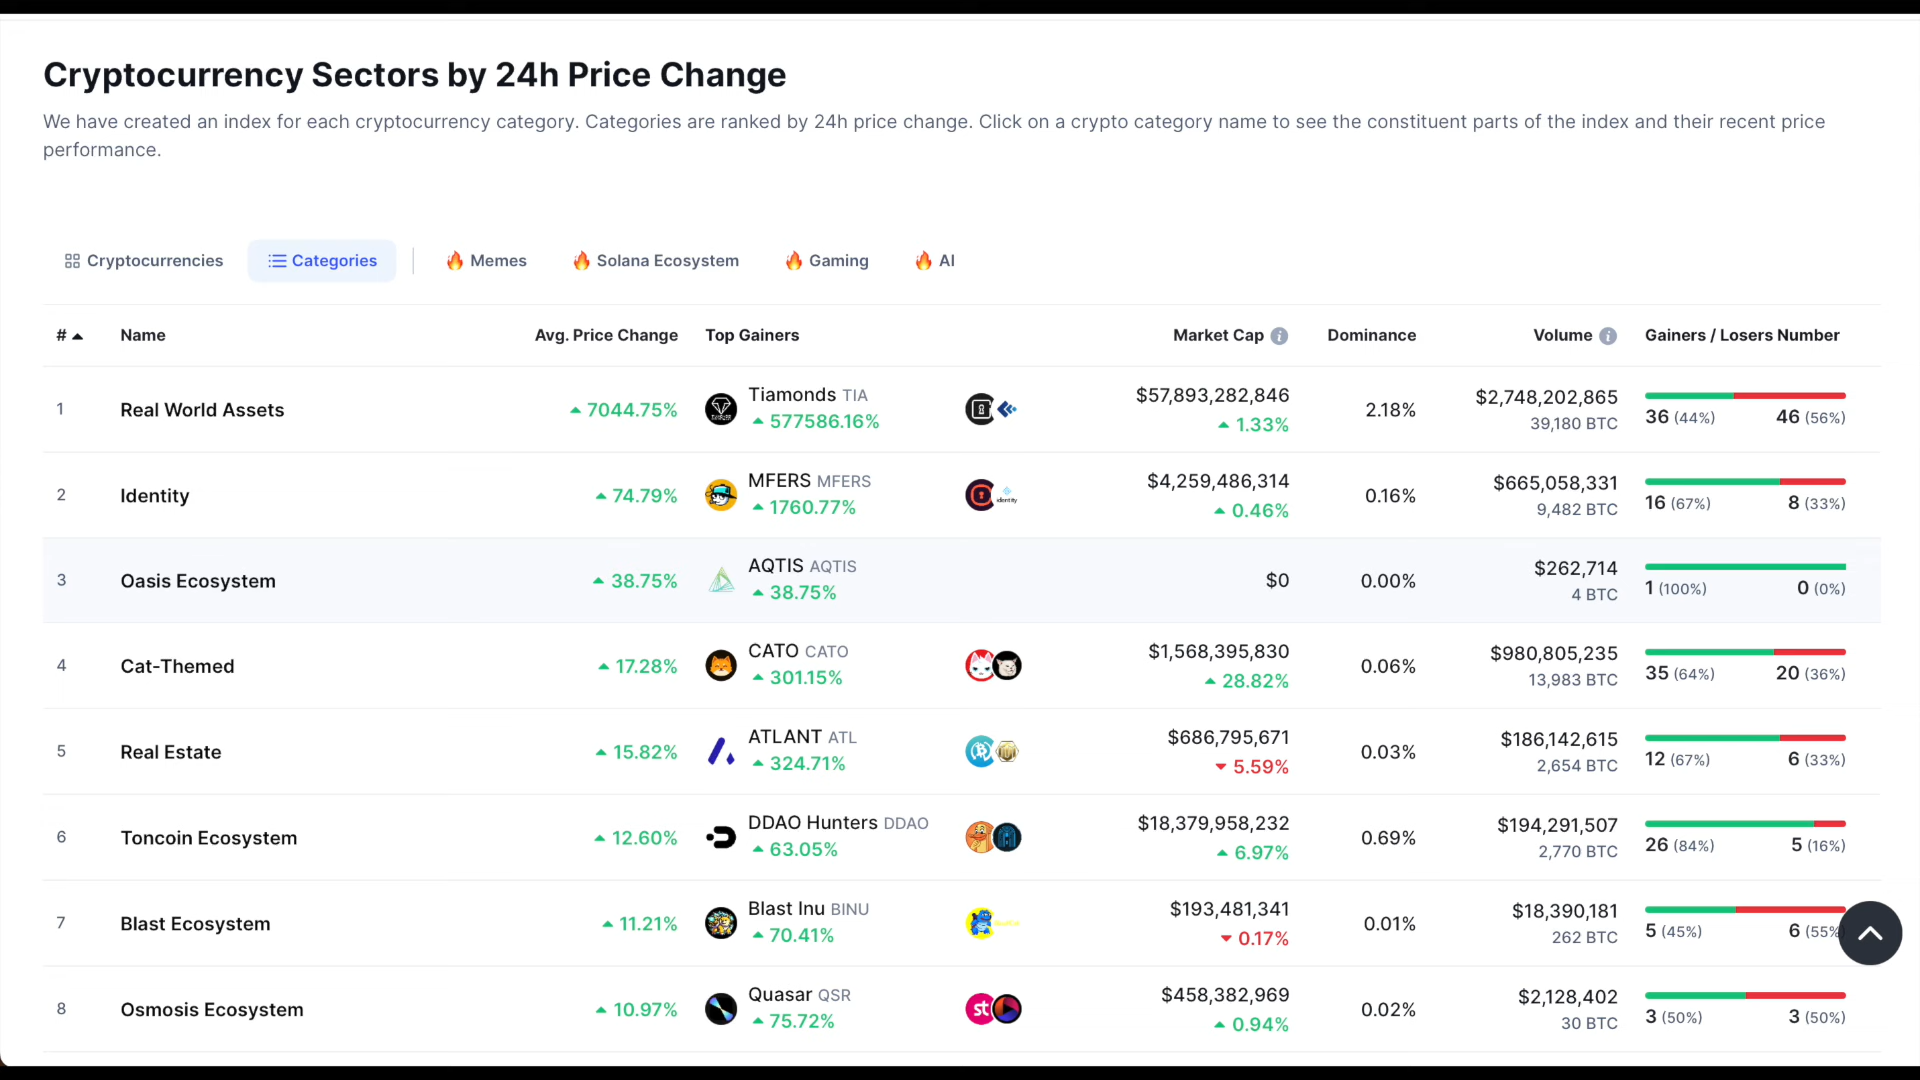 Cryptocurrency Sectors by 24h Price Change
We have created an index for each cryptocurrency category. Categories are ranked by 24h price change. Click on a crypto category name to see the constituent parts of the index and their recent price
performance.
Cryptocurrencies Categories Memes Solana Ecosystem Gaming AI
# Name Avg. Price Change Top Gainers Market Cap Dominance Volume Gainers / Losers Number
1 Real World Assets 7044.75% Tiamonds TIA $57,893,282,846 2.18% $2,748,202,865
577586.16% 1.33% 39,180 BTC 36 (44%) 46 (56%)
2 Identity 74.79% MFERS MFERS $4,259,486,314 0.16% $665,058,331
1760.77% identity 0.46% 9,482 BTC 16 (67%) 8 (33%)
3 Oasis Ecosystem 38.75% AQTIS AQTIS $0 0.00% $262,714
38.75% 4 BTC 1 (100%) 0 (0%)
4 Cat-Themed 17.28% CATO CATO $1,568,395,830 0.06% $980,805,235
301.15% 28.82% 13,983 BTC 35 (64%) 20 (36%)
5 Real Estate 15.82% ATLANT ATL $686,795,671 0.03% $186,142,615
324.71% 5.59% 2,654 BTC 12 (67%) 6 (33%)
6 Toncoin Ecosystem 12.60% DDAO Hunters DDAO $18,379,958,232 0.69% $194,291,507
63.05% 6.97% 2,770 BTC 26 (84%) 5 (16%)
7 Blast Ecosystem 11.21% Blast Inu BINU $193,481,341 0.01% $18,390,181
70.41% 0.17% 262 BTC 5 (45%) 6 (55%
8 Osmosis Ecosystem 10.97% Quasar QSR st $458,382,969 0.02% $2,128,402
75.72% 0.94% 30 BTC 3 (50%) 3 (50%)